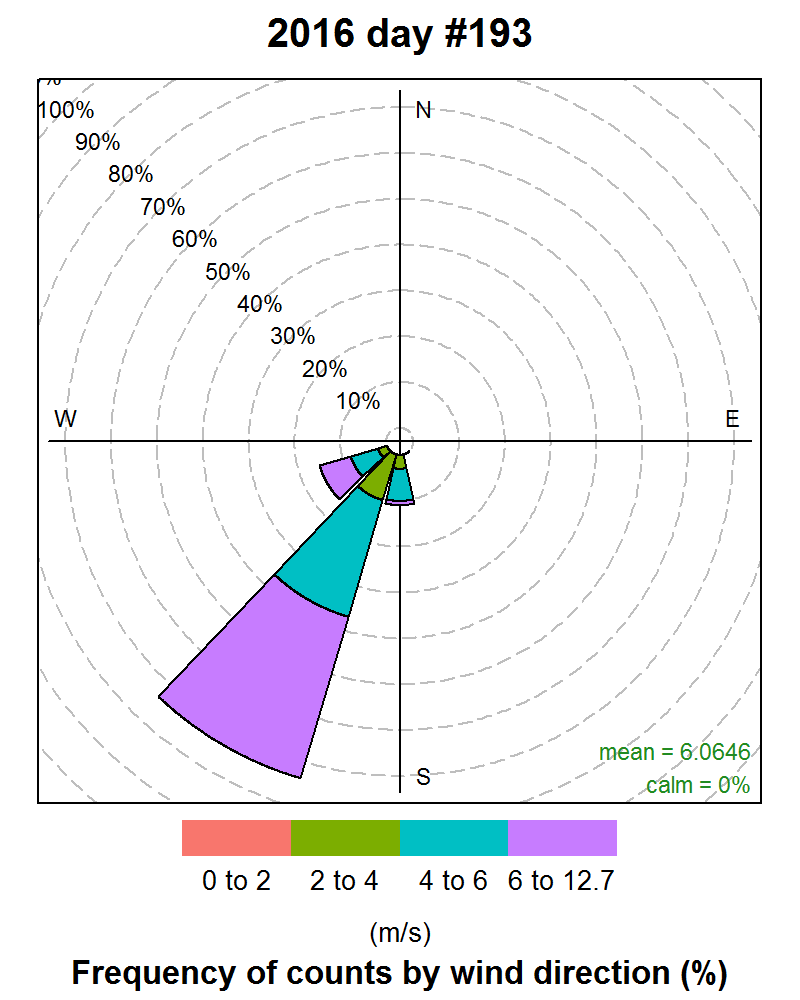 2016 day #193
%
100%
N
90%
80%
70%
60%
50%
40%
30%
20%
10%
W
E
mean = 6.0646
S
calm = 0%
0 to 2
2 to 4
4 to 6
6 to 12.7
(m/s)
Frequency of counts by wind direction (%)